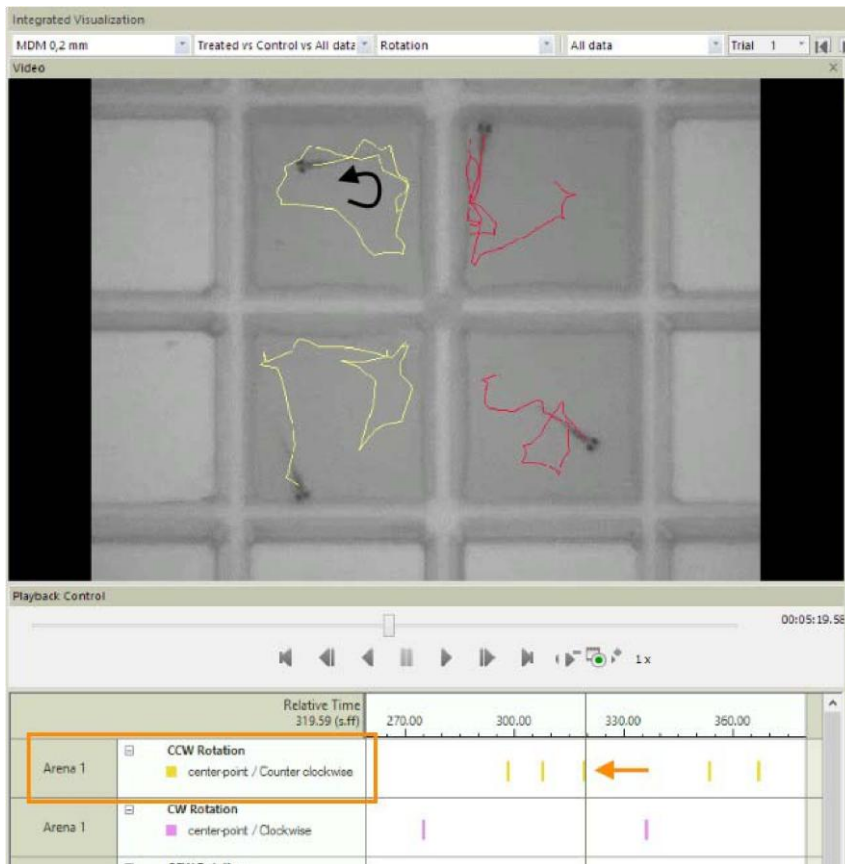 Integrated Visualization
MDM 0,2 mm Treated vs Control vs All data Rotation All data Trial 1
Video
Playback Control
00:05:19.58
1 x
Relative Time
319.59 (s.ff) 270.00 300.00 330.00 360.00
CCW Rotation
Arena 1 center-point / Counter clockwise
CW Rotation
Arena 1 center-point / Clockwise